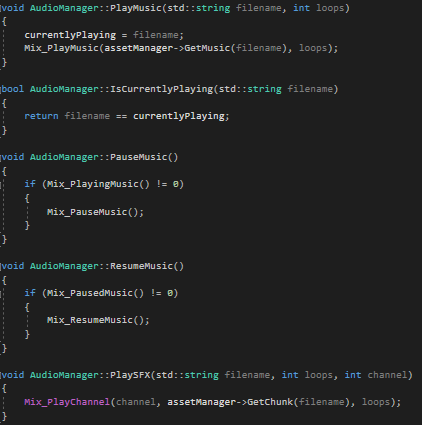 void AudioManager::PlayMusic(std::string filename, int loops)
{
currentlyPlaying = filename;
Mix_PlayMusic(assetManager->GetMusic(filename), loops);
}
bool AudioManager::IsCurrentlyPlaying(std::string filename)
{
return filename == currentlyPlaying;
}
void AudioManager::PauseMusic()
{
if (Mix_PlayingMusic() != 0)
{
Mix_PauseMusic();
}
}
void AudioManager::ResumeMusic()
{
if (Mix_PausedMusic() != 0)
{
Mix_ResumeMusic();
}
}
void AudioManager::PlaySFX(std::string filename, int loops, int channel)
{
Mix_PlayChannel(channel, assetManager->GetChunk(filename), loops);
}